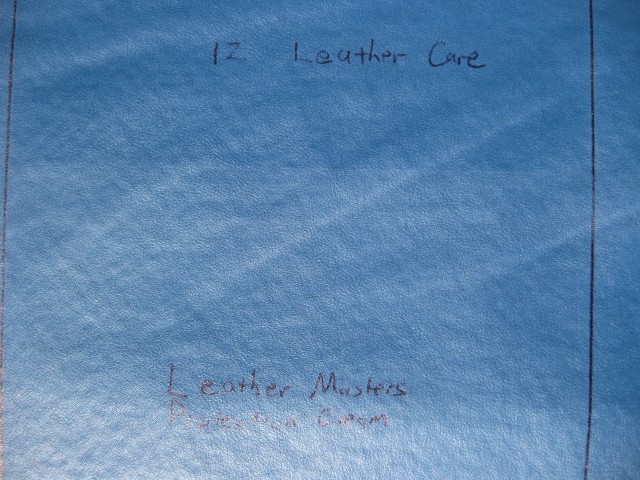 12 Leather Care
Leather Masters
Protection Cream